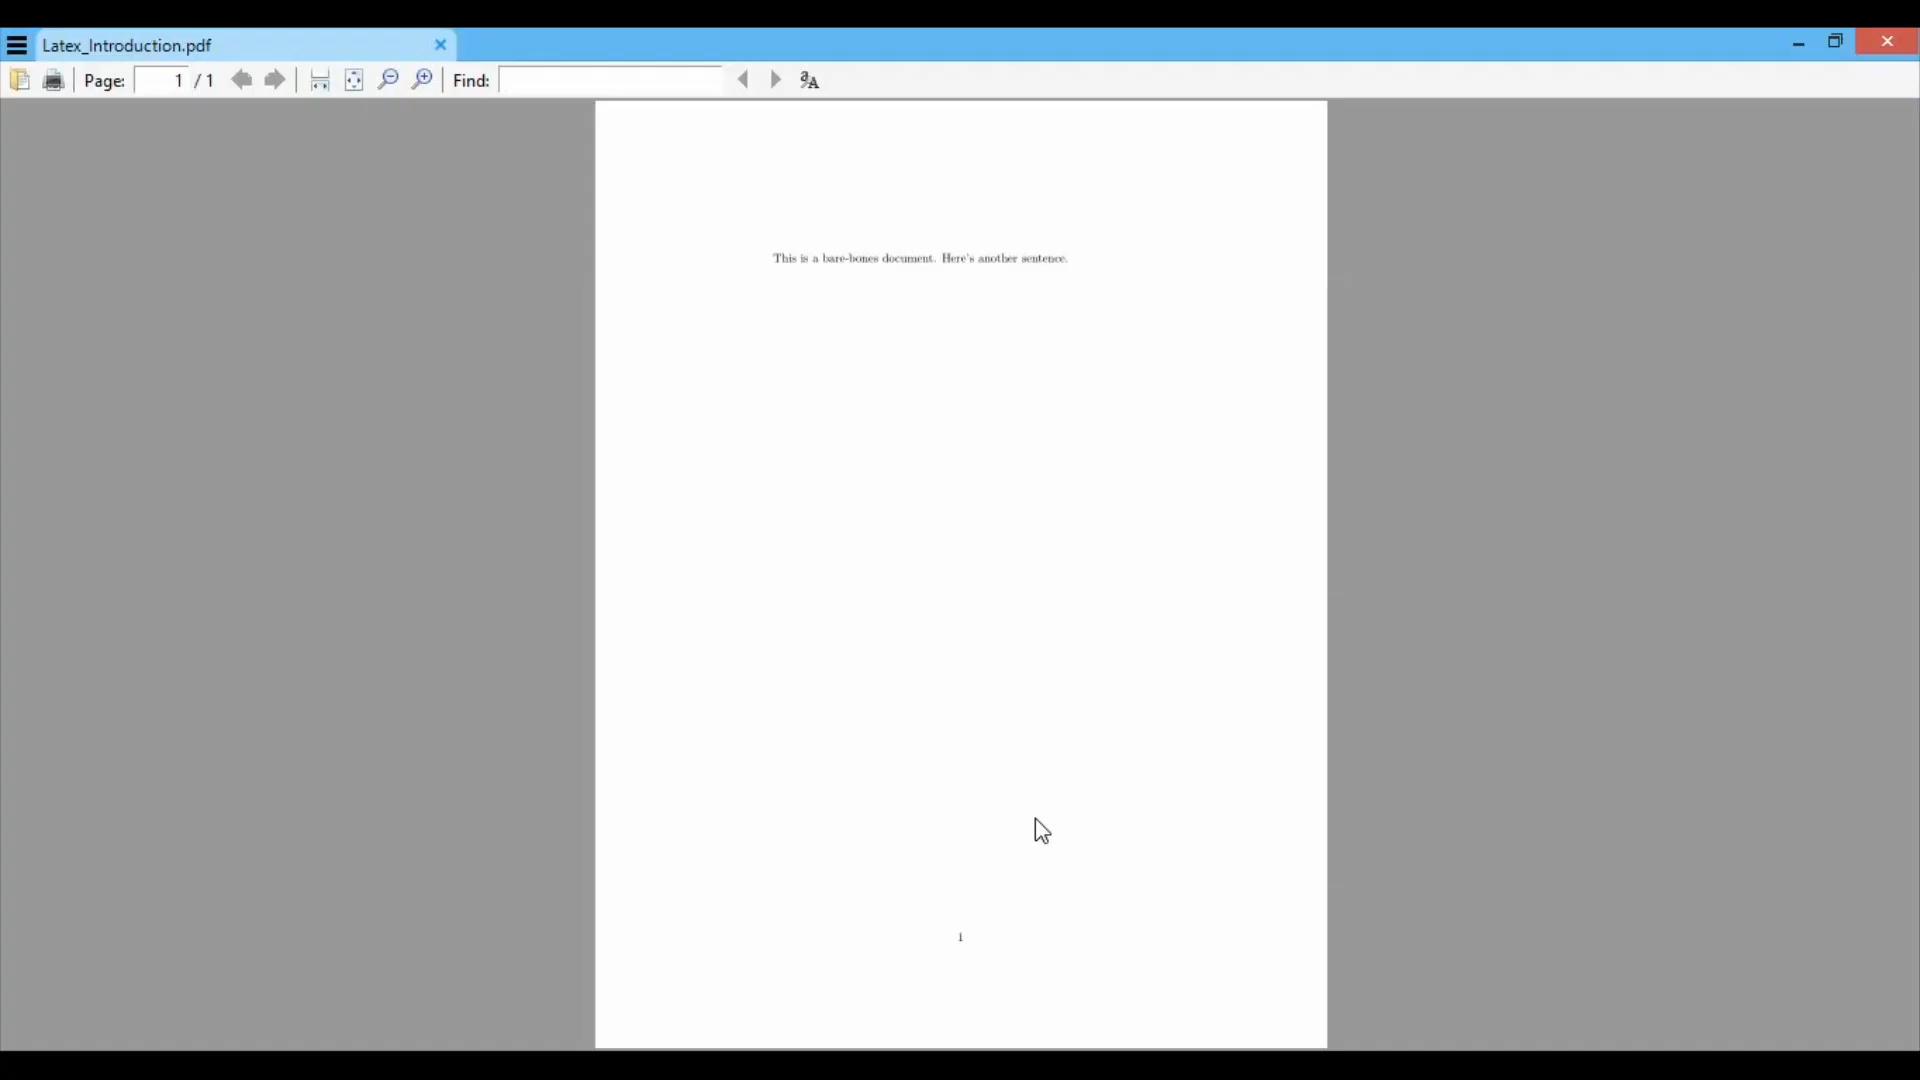 Latex_Introduction.pdf
Page: 1 / 1 Find:
This is a bare-bones document. Here's another sentence.
1